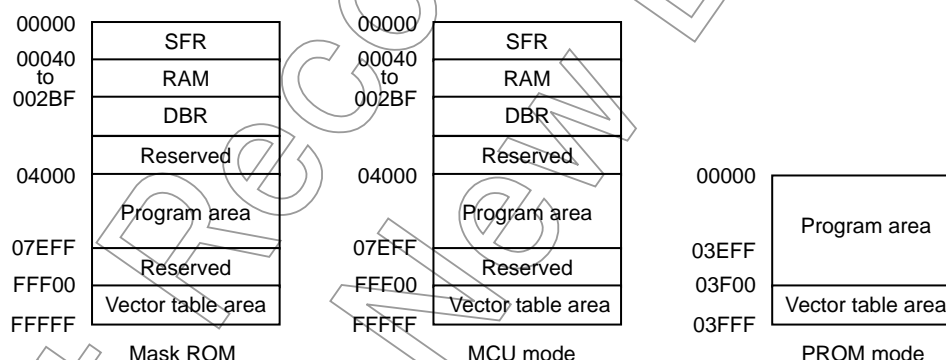 00000
SFR
00040
to
002BF
RAM
DBR
Reserved
04000
Program area
07EFF
Reserved
FFF00
Vector table area
FFFFF
Mask ROM
00000
SFR
00040
to
002BF
RAM
DBR
Reserved
04000
Program area
07EFF
Reserved
FFF00
Vector table area
FFFFF
MCU mode
00000
Program area
03EFF
03F00
Vector table area
03FFF
PROM mode